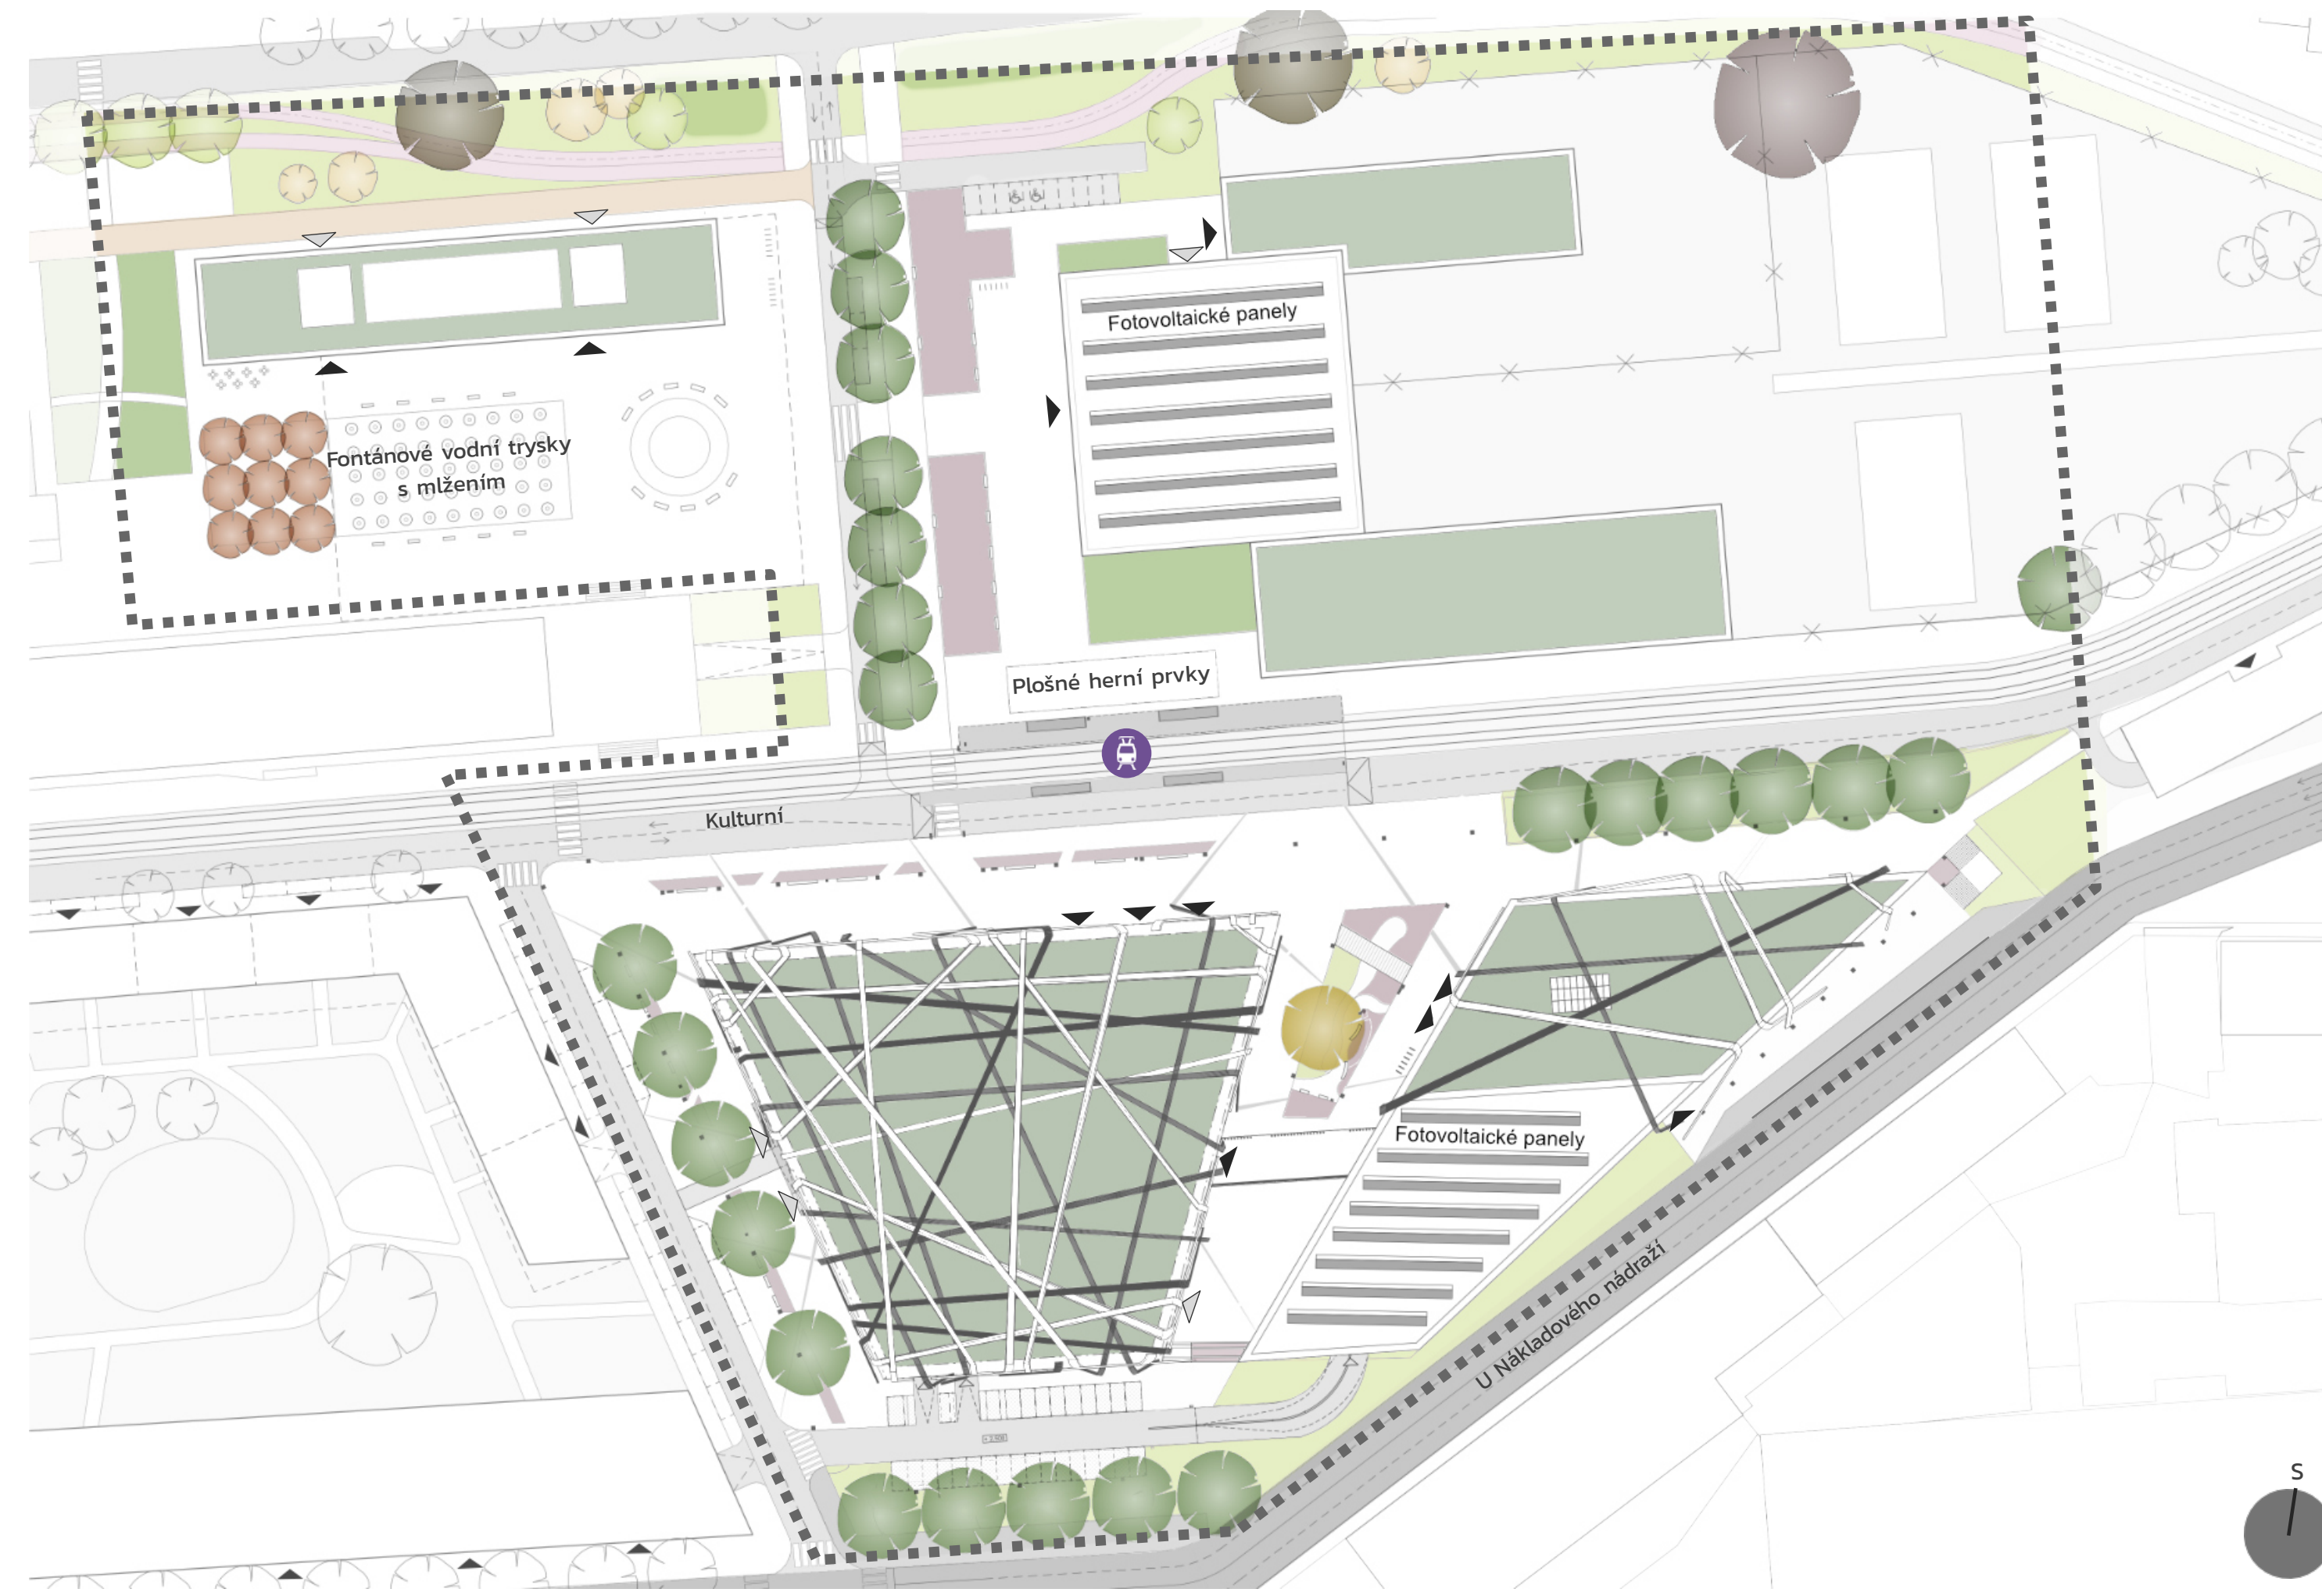 Fotovoltaické panely
Fontánové vodní trysky
s mlžením
Plošné herní prvky
Kulturní
Fotovoltaické panely
U Nákladového nádraží
S